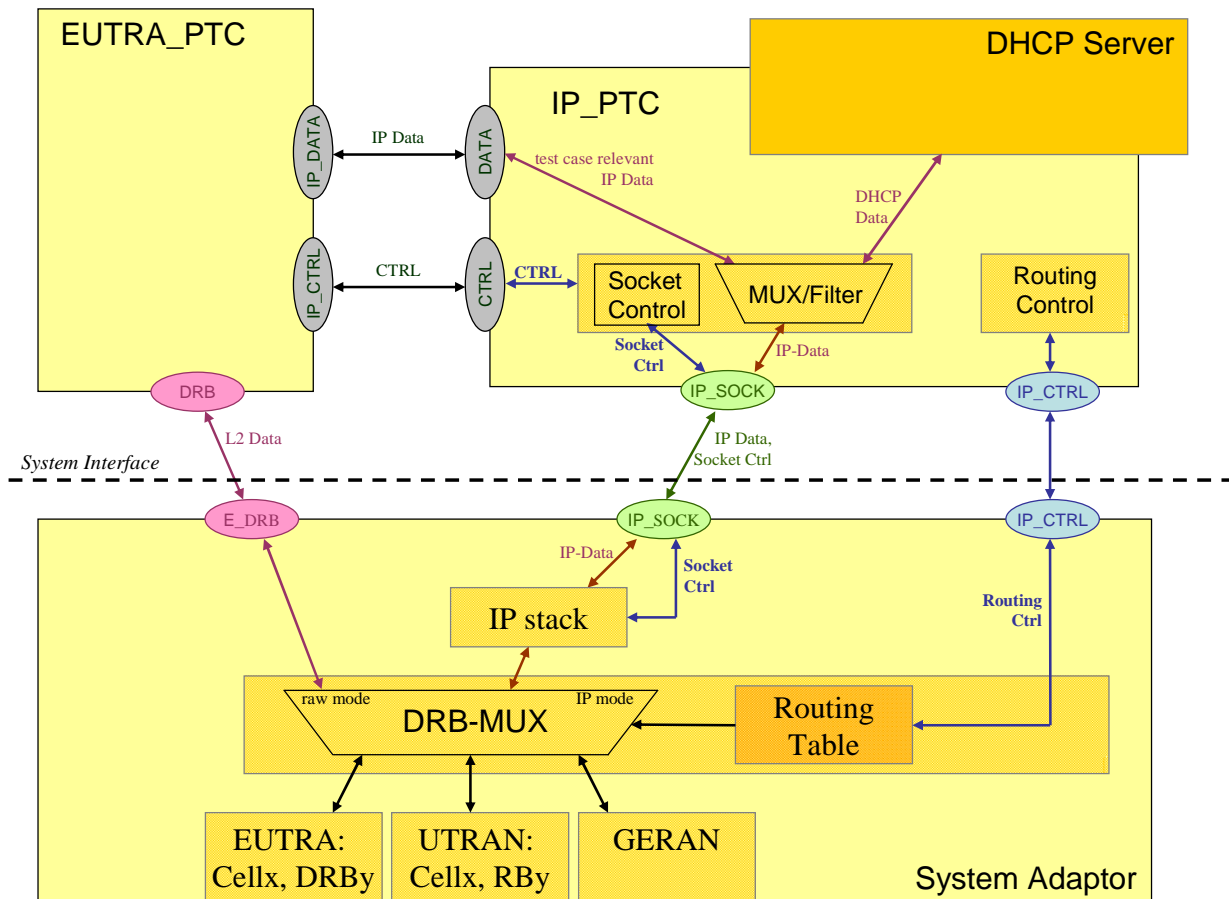 EUTRA_PTC
DHCP Server
IP_PTC
IP_DATA
IP Data
DATA
test case relevant
IP Data
DHCP
Data
IP_CTRL
CTRL
CTRL
CTRL
Socket
Control
MUX/Filter
Routing
Control
Socket
Ctrl
IP-Data
DRB
IP_SOCK
IP_CTRL
L2 Data
IP Data,
Socket Ctrl
System Interface
E_DRB
IP_SOCK
IP_CTRL
IP-Data
Socket
Ctrl
IP stack
Routing
Ctrl
raw mode
IP mode
DRB-MUX
Routing
Table
EUTRA:
Cellx, DRBy
UTRAN:
Cellx, RBy
GERAN
System Adaptor